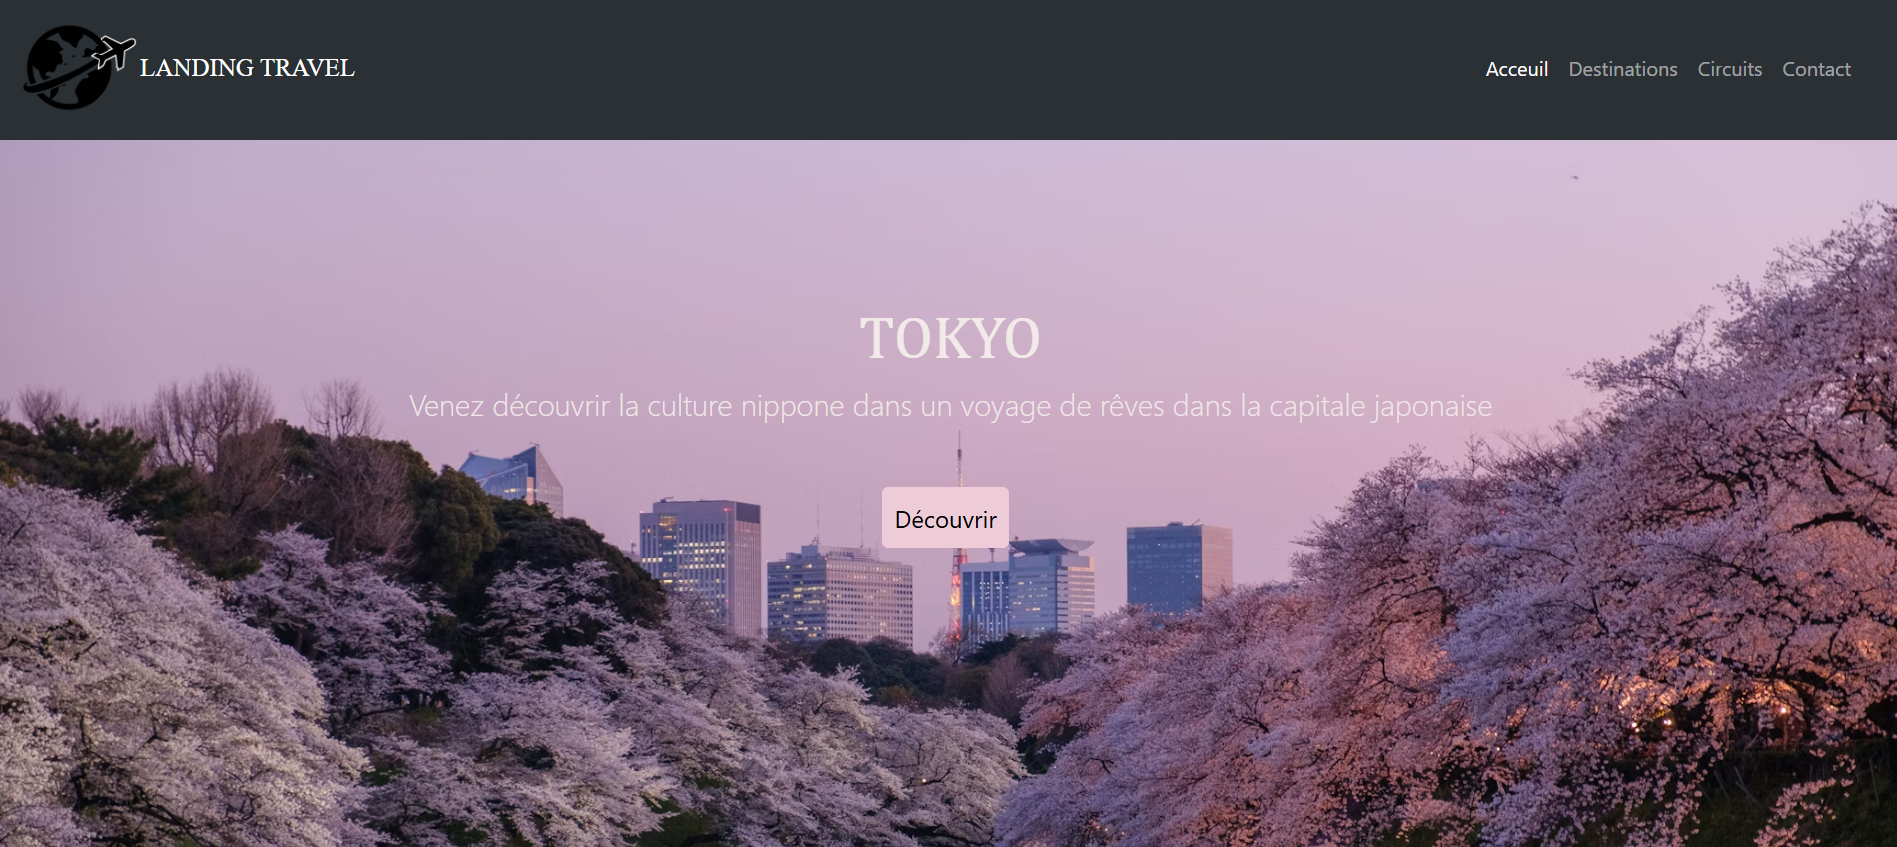 LANDING TRAVEL
Acceuil Destinations Circuits Contact
TOKYO
Venez découvrir la culture nippone dans un voyage de rêves dans la capitale japonaise
Découvrir